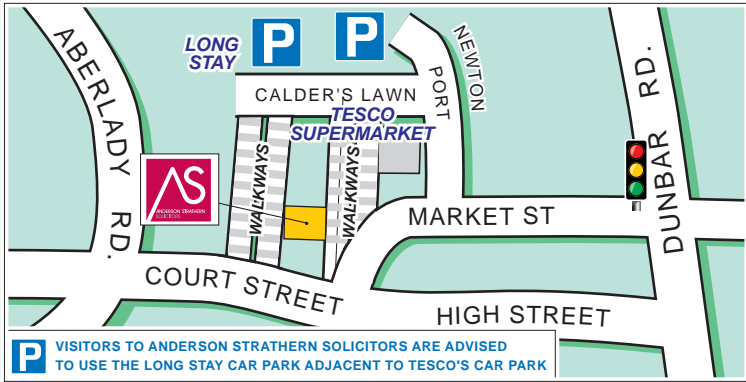 ABERLADY RD.
LONG
STAY
P
P
NEWTON
PORT
CALDER'S LAWN
TESCO
SUPERMARKET
DUNBAR RD.
AS
ANDERSON STRATHERN
SOLICITORS
WALKWAYS
WALKWAYS
MARKET ST
COURT STREET
HIGH STREET
P
VISITORS TO ANDERSON STRATHERN SOLICITORS ARE ADVISED
TO USE THE LONG STAY CAR PARK ADJACENT TO TESCO'S CAR PARK